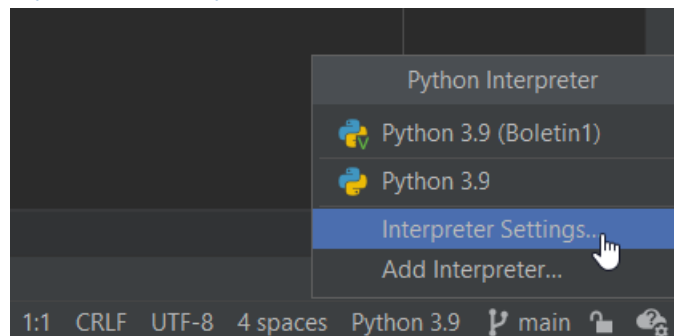 Python Interpreter
Python 3.9 (Boletin1)
Python 3.9
Interpreter Settings...
Add Interpreter...
1:1 CRLF UTF-8 4 spaces Python 3.9 main